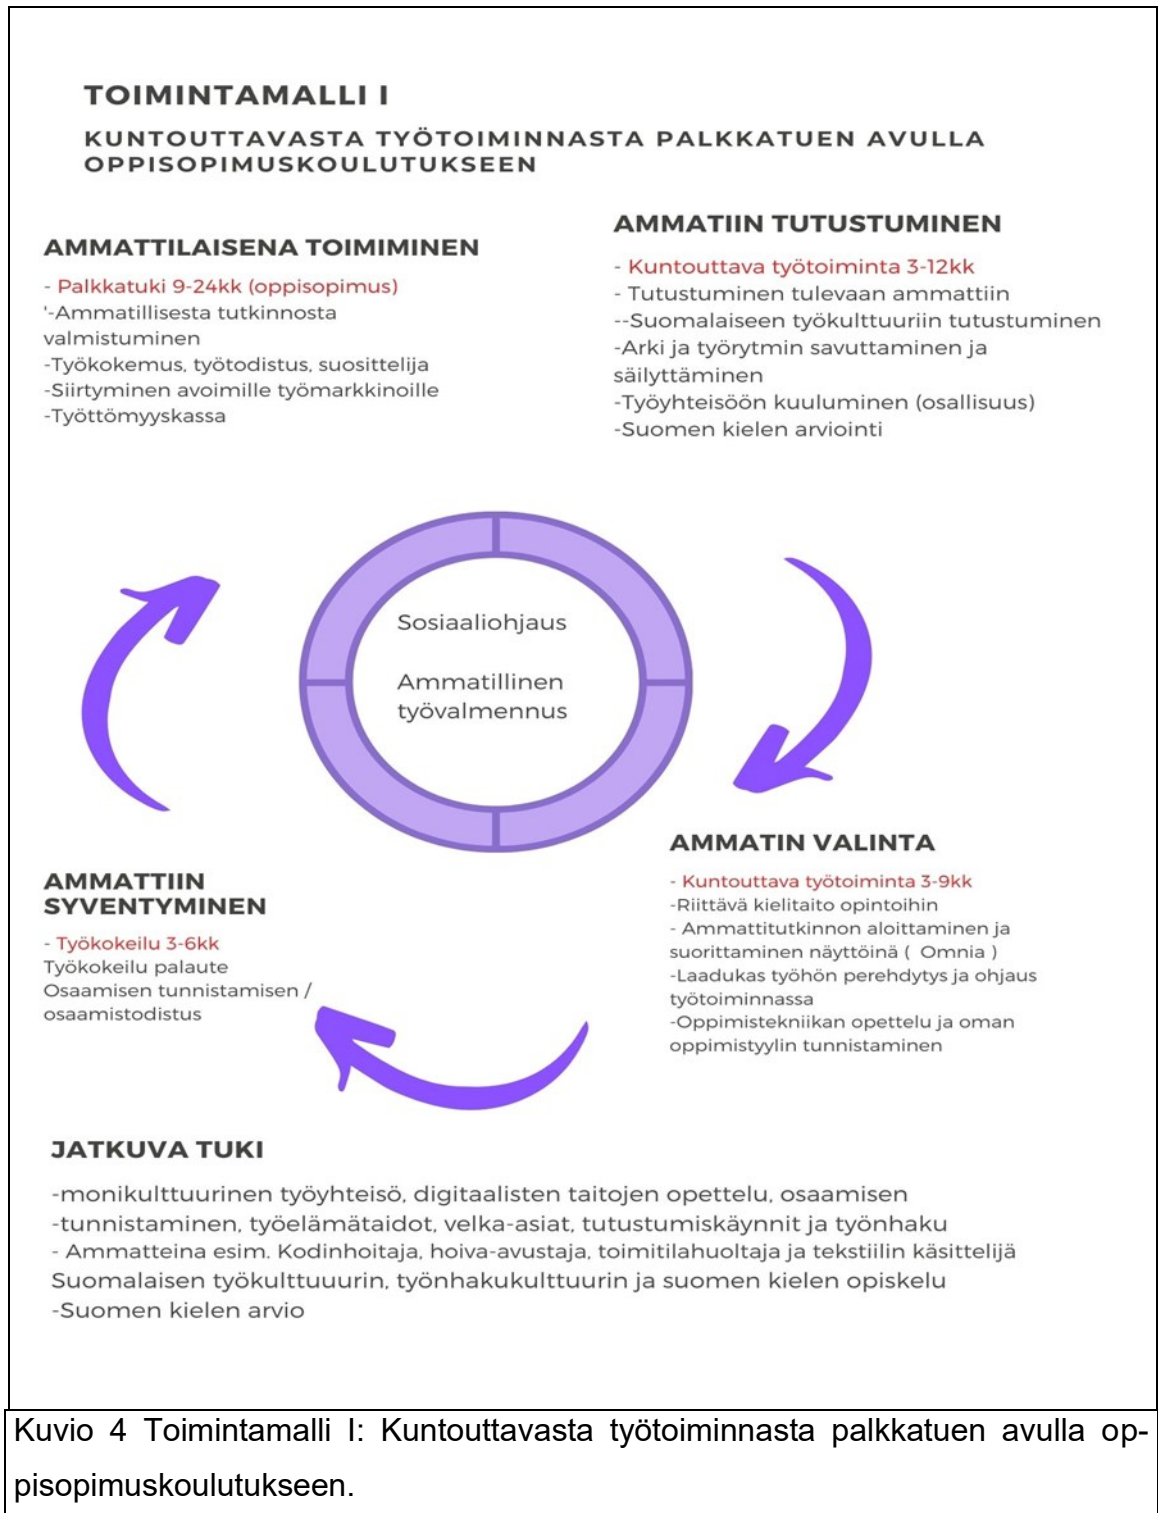 TOIMINTAMALLI I
KUNTOUTTAVASTA TYÖTOIMINNASTA PALKKATUEN AVULLA
OPPISOPIMUSKOULUTUKSEEN
AMMATTILAISENA TOIMIMINEN
- Palkkatuki 9-24kk (oppisopimus)
'-Ammatillisesta tutkinnosta
valmistuminen
-Työkokemus, työtodistus, suosittelija
-Siirtyminen avoimille työmarkkinoille
-Työttömyyskassa
AMMATIIN TUTUSTUMINEN
- Kuntouttava työtoiminta 3-12kk
- Tutustuminen tulevaan ammattiin
--Suomalaiseen työkulttuuriin tutustuminen
-Arki ja työrytmin savuttaminen ja
säilyttäminen
-Työyhteisöön kuuluminen (osallisuus)
-Suomen kielen arviointi
Sosiaaliohjaus
Ammatillinen
työvalmennus
AMMATIN VALINTA
- Kuntouttava työtoiminta 3-9kk
-Riittävä kielitaito opintoihin
- Ammattitutkinnon aloittaminen ja
suorittaminen näyttöinä ( Omnia )
-Laadukas työhön perehdytys ja ohjaus
työtoiminnassa
-Oppimistekniikan opettelu ja oman
oppimistyylin tunnistaminen
AMMATTIIN
SYVENTYMINEN
- Työkokeilu 3-6kk
Työkokeilu palaute
Osaamisen tunnistamisen /
osaamistodistus
JATKUVA TUKI
-monikulttuurinen työyhteisö, digitaalisten taitojen opettelu, osaamisen
-tunnistaminen, työelämätaidot, velka-asiat, tutustumiskäynnit ja työnhaku
- Ammatteina esim. Kodinhoitaja, hoiva-avustaja, toimitilahuoltaja ja tekstiilin käsittelijä
Suomalaisen työkulttuuurin, työnhakukulttuurin ja suomen kielen opiskelu
-Suomen kielen arvio
Kuvio 4 Toimintamalli I: Kuntouttavasta työtoiminnasta palkkatuen avulla op-
pisopimuskoulutukseen.